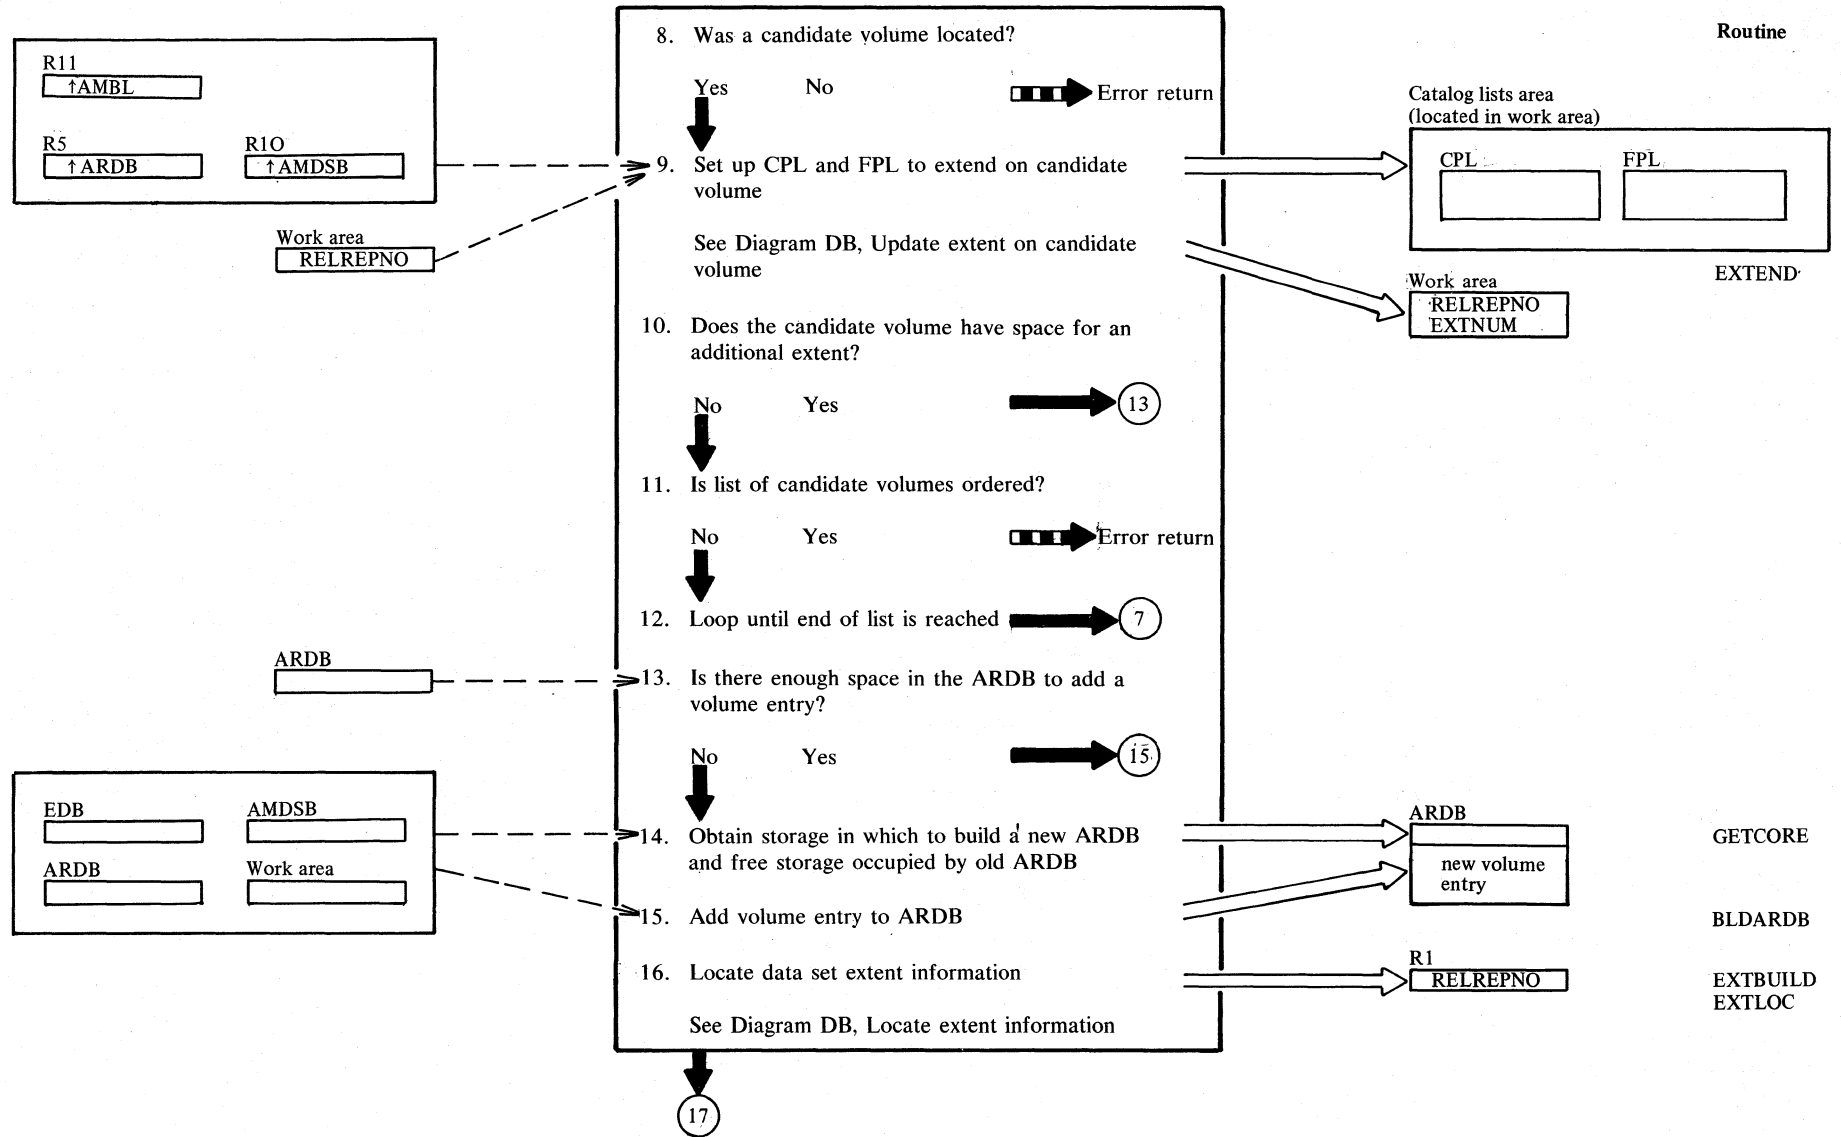 8. Was a candidate volume located?
Routine
Yes No Error return
R11
↑AMBL
R5 R1O
↑ARDB ↑AMDSB
Work area
RELREPNO
9. Set up CPL and FPL to extend on candidate
volume
See Diagram DB, Update extent on candidate
volume
Catalog lists area
(located in work area)
CPL FPL
EXTEND
Work area
RELREPNO
EXTNUM
10. Does the candidate volume have space for an
additional extent?
No Yes 13
11. Is list of candidate volumes ordered?
No Yes Error return
12. Loop until end of list is reached 7
ARDB
13. Is there enough space in the ARDB to add a
volume entry?
No Yes 15
EDB AMDSB
ARDB Work area
14. Obtain storage in which to build a new ARDB
and free storage occupied by old ARDB
ARDB
new volume
entry
GETCORE
15. Add volume entry to ARDB
BLDARDB
16. Locate data set extent information
R1
RELREPNO
EXTBUILD
EXTLOC
See Diagram DB, Locate extent information
17